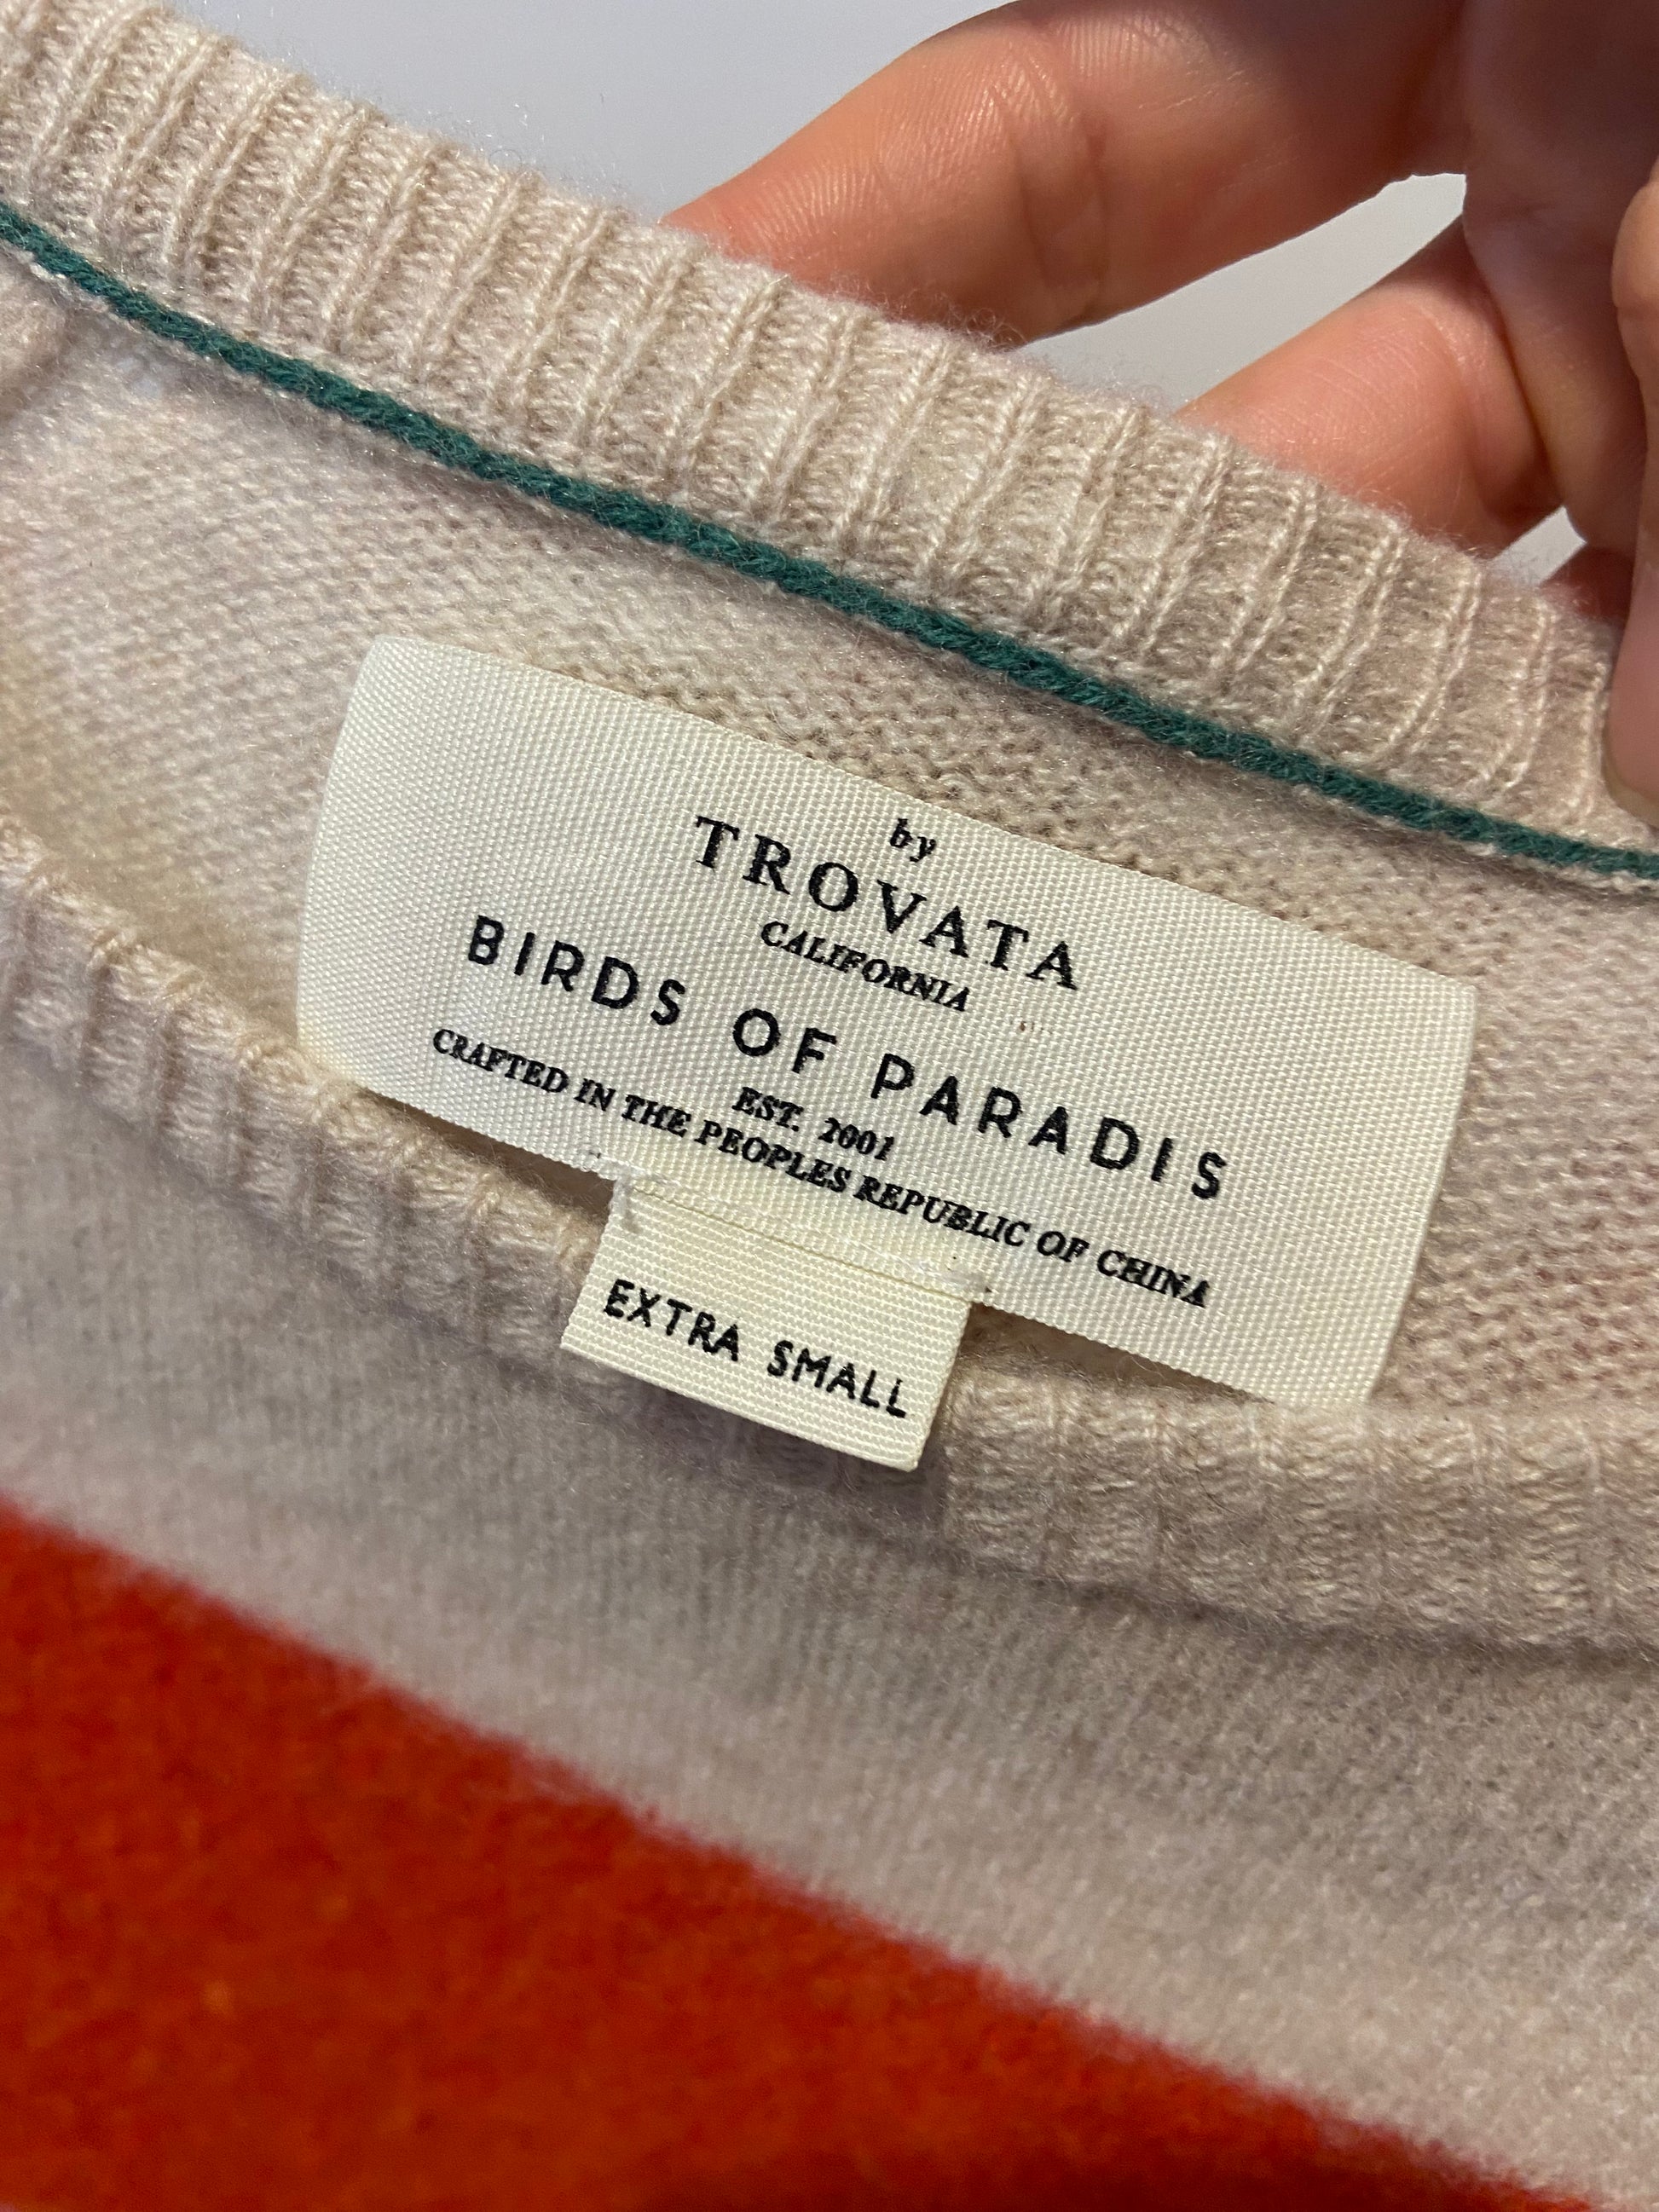 by
TROVATA
CALIFORNIA
BIRDS OF PARADIS
EST. 2001
CRAFTED IN THE PEOPLES REPUBLIC OF CHINA
EXTRA SMALL